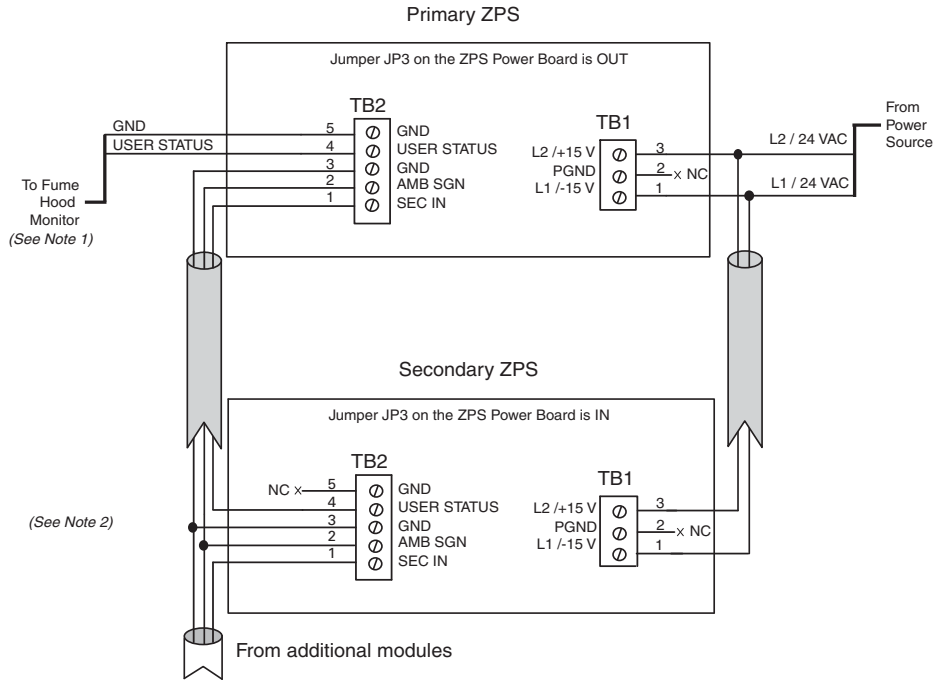 Primary ZPS
Jumper JP3 on the ZPS Power Board is OUT
TB2
5 GND
4 USER STATUS
3 GND
2 AMB SGN
1 SEC IN
GND
USER STATUS
To Fume
Hood
Monitor
(See Note 1)
TB1
L2 /+15 V 3
PGND 2 x NC
L1 /-15 V 1
L2 / 24 VAC
L1 / 24 VAC
From
Power
Source
Secondary ZPS
Jumper JP3 on the ZPS Power Board is IN
TB2
NC x 5 GND
4 USER STATUS
3 GND
2 AMB SGN
1 SEC IN
(See Note 2)
TB1
L2 /+15 V 3
PGND 2 x NC
L1 /-15 V 1
From additional modules